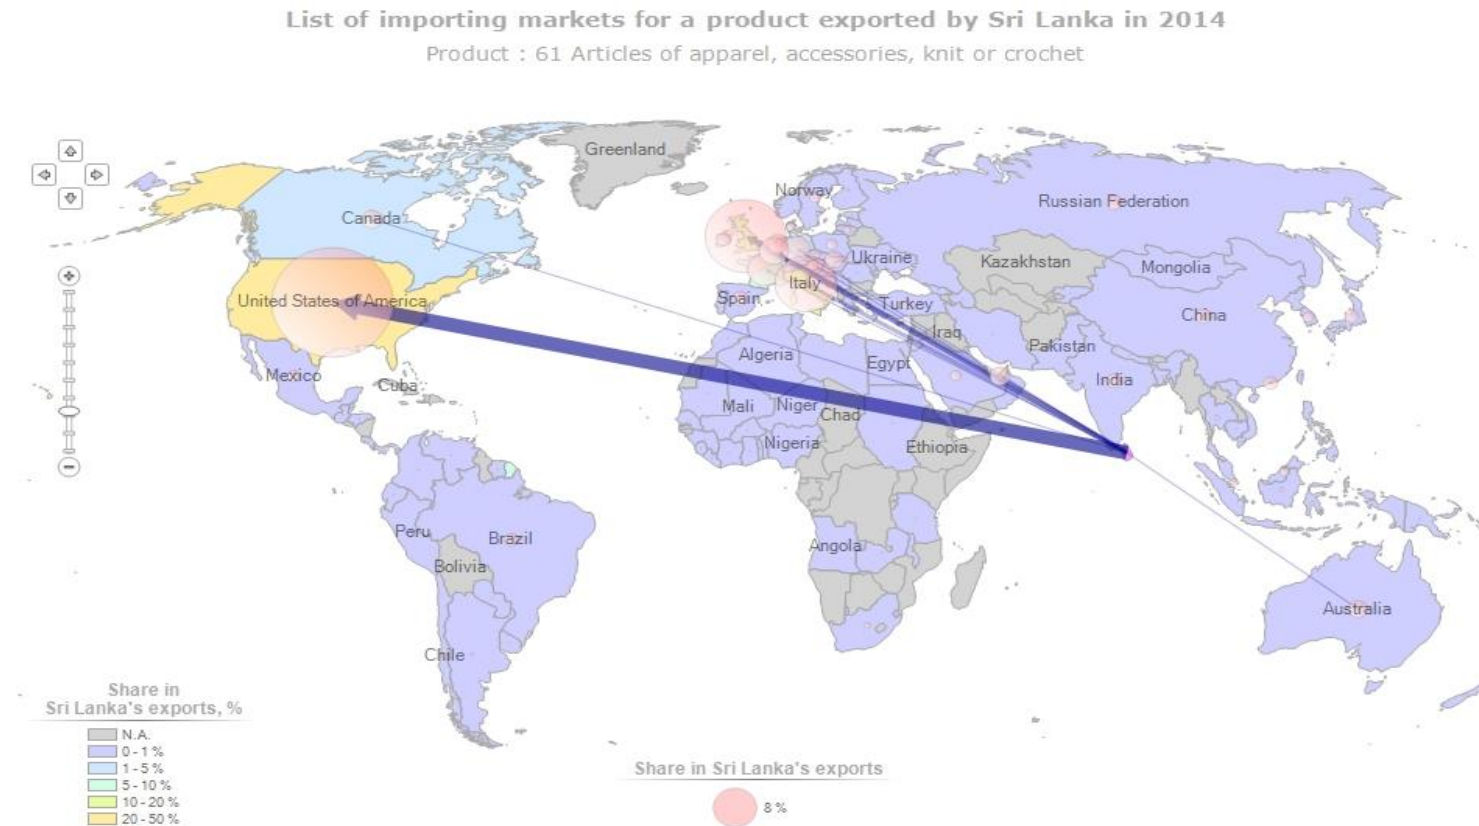 List of importing markets for a product exported by Sri Lanka in 2014
Product : 61 Articles of apparel, accessories, knit or crochet
Greenland
Norway
Russian Federation
Canada
Ukraine
Kazakhstan
Mongolia
Italy
United States of America
Spain
Turkey
China
Iraq
Pakistan
Algeria
Egypt
Mexico
India
Cuba
Mali
Niger
Chad
Nigeria
Ethiopia
Peru
Brazil
Angola
Bolivia
Australia
Chile
Share in
Sri Lanka's exports, %
N.A.
0 - 1 %
1 - 5 %
5 - 10 %
10 - 20 %
20 - 50 %
Share in Sri Lanka's exports
8 %